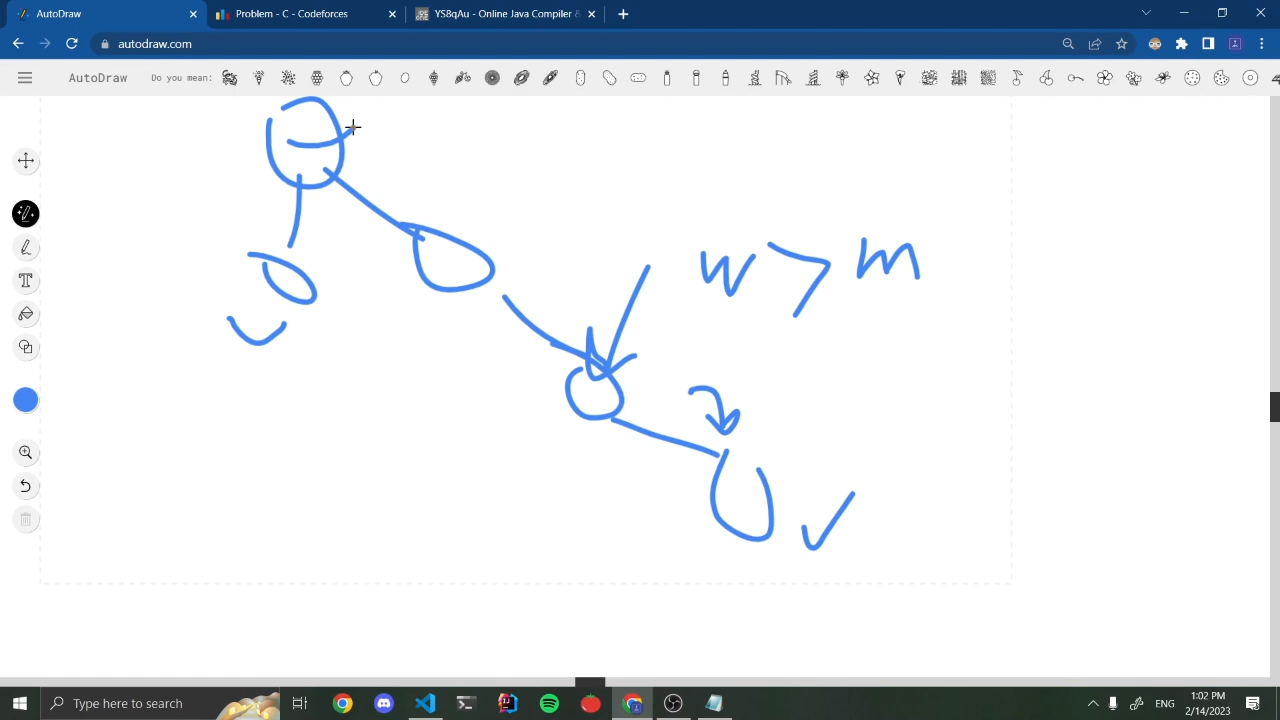 AutoDraw
Problem - C - Codeforces
YS8qAu - Online Java Compiler &
autodraw.com
AutoDraw
Do you mean:
w > m
Type here to search
ENG
1:02 PM
2/14/2023